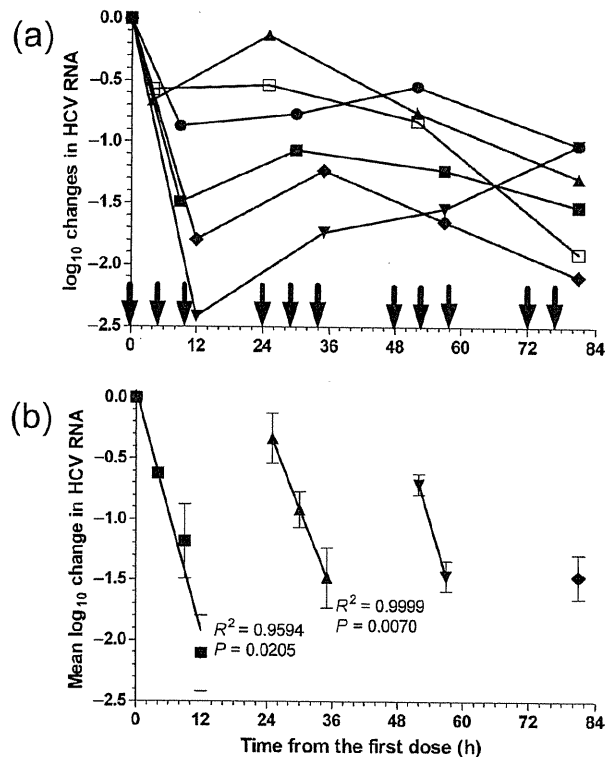 (a)
log10 changes in HCV RNA
0.0
−0.5
−1.0
−1.5
−2.0
−2.5
0 12 24 36 48 60 72 84
(b)
Mean log10 change in HCV RNA
0.0
−0.5
−1.0
−1.5
−2.0
−2.5
R² = 0.9594
P = 0.0205
R² = 0.9999
P = 0.0070
0 12 24 36 48 60 72 84
Time from the first dose (h)